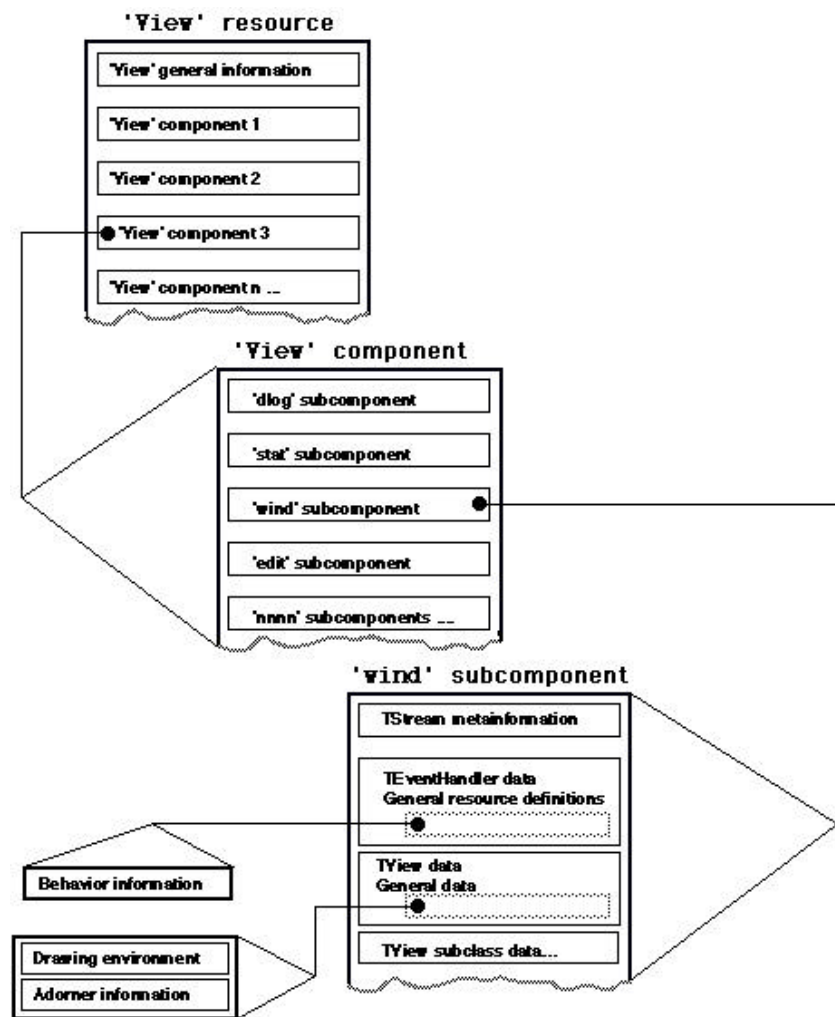 'View' resource
'View' general information
'View' component 1
'View' component 2
'View' component 3
'View' component n ...
'View' component
'dlog' subcomponent
'stat' subcomponent
'wind' subcomponent
'edit' subcomponent
'nnnn' subcomponents ...
'wind' subcomponent
TStream metainformation
TEventHandler data
General resource definitions
Behavior information
TView data
General data
Drawing environment
TView subclass data...
Adorner information